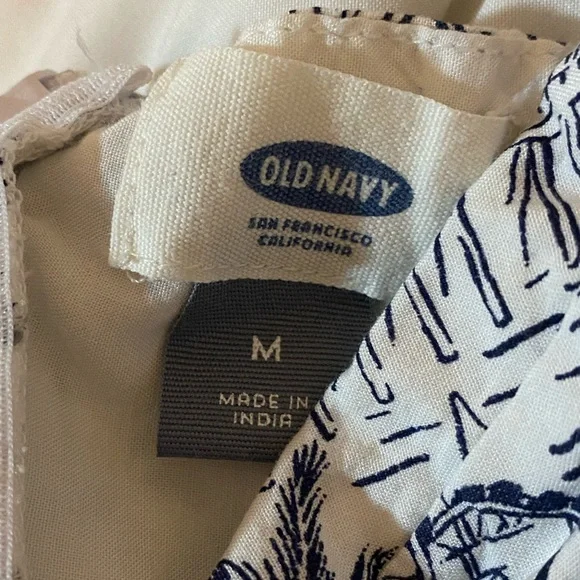 OLD NAVY
SAN FRANCISCO
CALIFORNIA
M
MADE IN
INDIA